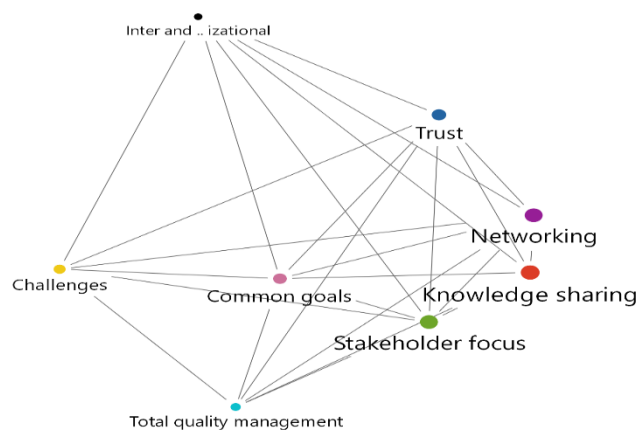 Inter and .. izational
Trust
Networking
Challenges
Common goals
Knowledge sharing
Stakeholder focus
Total quality management